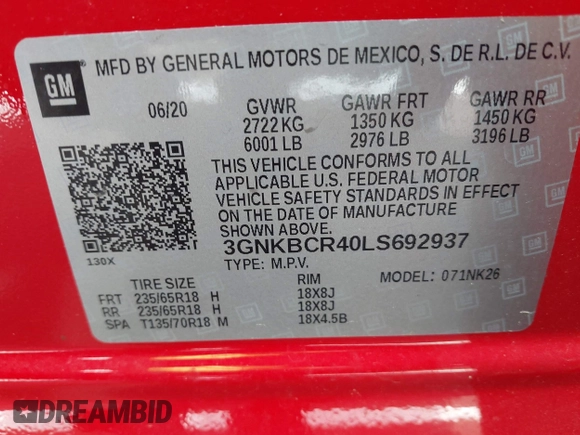 GM
MFD BY GENERAL MOTORS DE MEXICO, S. DE R.L. DE C.V.
06/20 GVWR GAWR FRT GAWR RR
2722 KG 1350 KG 1450 KG
6001 LB 2976 LB 3196 LB
THIS VEHICLE CONFORMS TO ALL
APPLICABLE U.S. FEDERAL MOTOR
VEHICLE SAFETY STANDARDS IN EFFECT
ON THE DATE OF MANUFACTURE SHOWN ABOVE.
3GNKBCR40LS692937
130X
TYPE: M.P.V. MODEL: 071NK26
TIRE SIZE RIM
FRT 235/65R18 H 18X8J
RR 235/65R18 H 18X8J
SPA T135/70R18 M 18X4.5B
DREAMBID